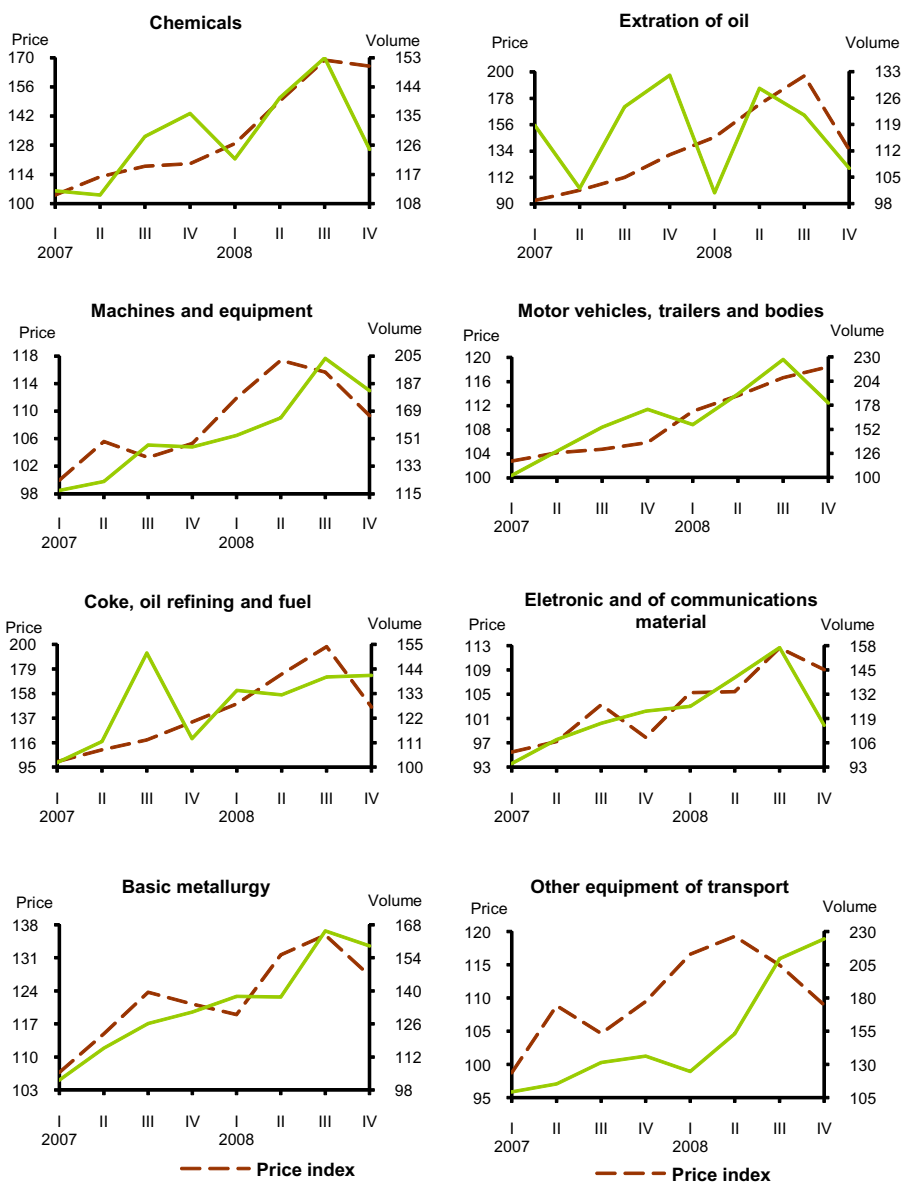 Chemicals
Price
Volume
170
156
142
128
114
100
153
144
135
126
117
108
I II III IV I II III IV
2007 2008
Extration of oil
Price
Volume
200
178
156
134
112
90
133
126
119
112
105
98
I II III IV I II III IV
2007 2008
Machines and equipment
Price
Volume
118
114
110
106
102
98
205
187
169
151
133
115
I II III IV I II III IV
2007 2008
Motor vehicles, trailers and bodies
Price
Volume
120
116
112
108
104
100
230
204
178
152
126
100
I II III IV I II III IV
2007 2008
Coke, oil refining and fuel
Price
Volume
200
179
158
137
116
95
155
144
133
122
111
100
I II III IV I II III IV
2007 2008
Eletronic and of communications
material
Price
Volume
113
109
105
101
97
93
158
145
132
119
106
93
I II III IV I II III IV
2007 2008
Basic metallurgy
Price
Volume
138
131
124
117
110
103
168
154
140
126
112
98
I II III IV I II III IV
2007 2008
Price index
Other equipment of transport
Price
Volume
120
115
110
105
100
95
230
205
180
155
130
105
I II III IV I II III IV
2007 2008
Price index